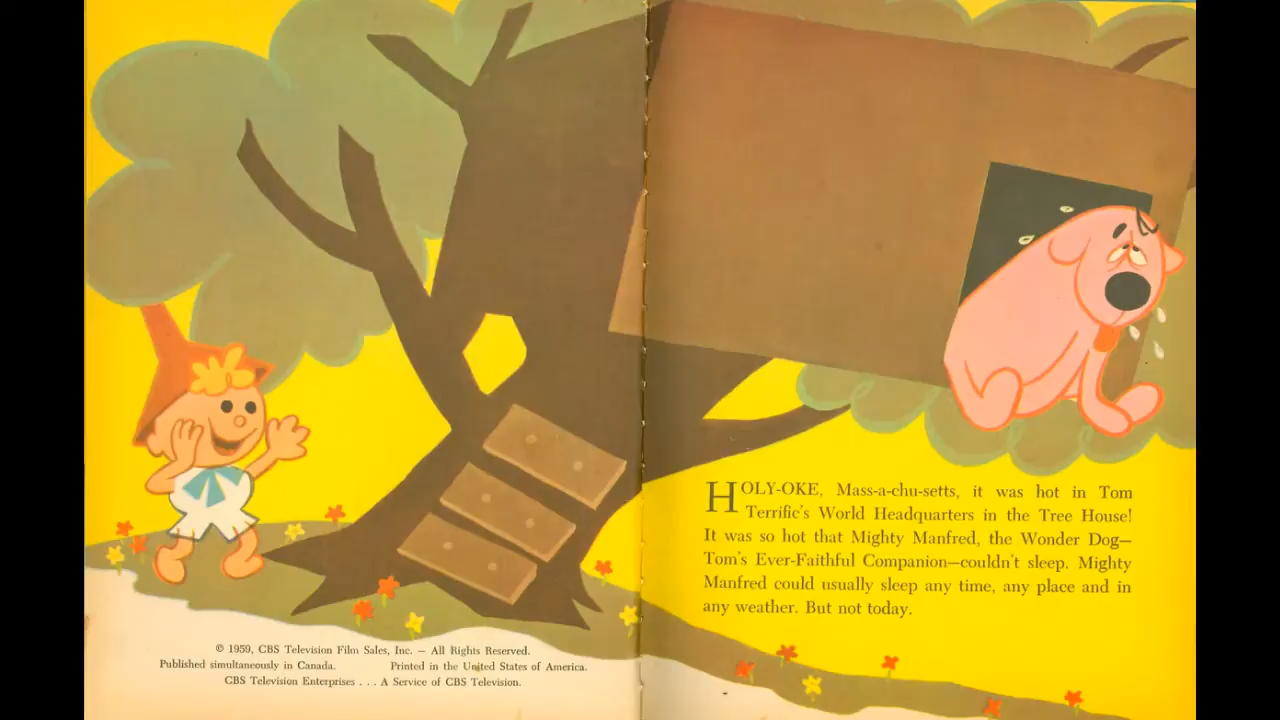 © 1959, CBS Television Film Sales, Inc. — All Rights Reserved.
Published simultaneously in Canada. Printed in the United States of America.
CBS Television Enterprises . . . A Service of CBS Television.
HOLY-OKE, Mass-a-chu-setts, it was hot in Tom
Terrific's World Headquarters in the Tree House!
It was so hot that Mighty Manfred, the Wonder Dog—
Tom's Ever-Faithful Companion—couldn't sleep. Mighty
Manfred could usually sleep any time, any place and in
any weather. But not today.